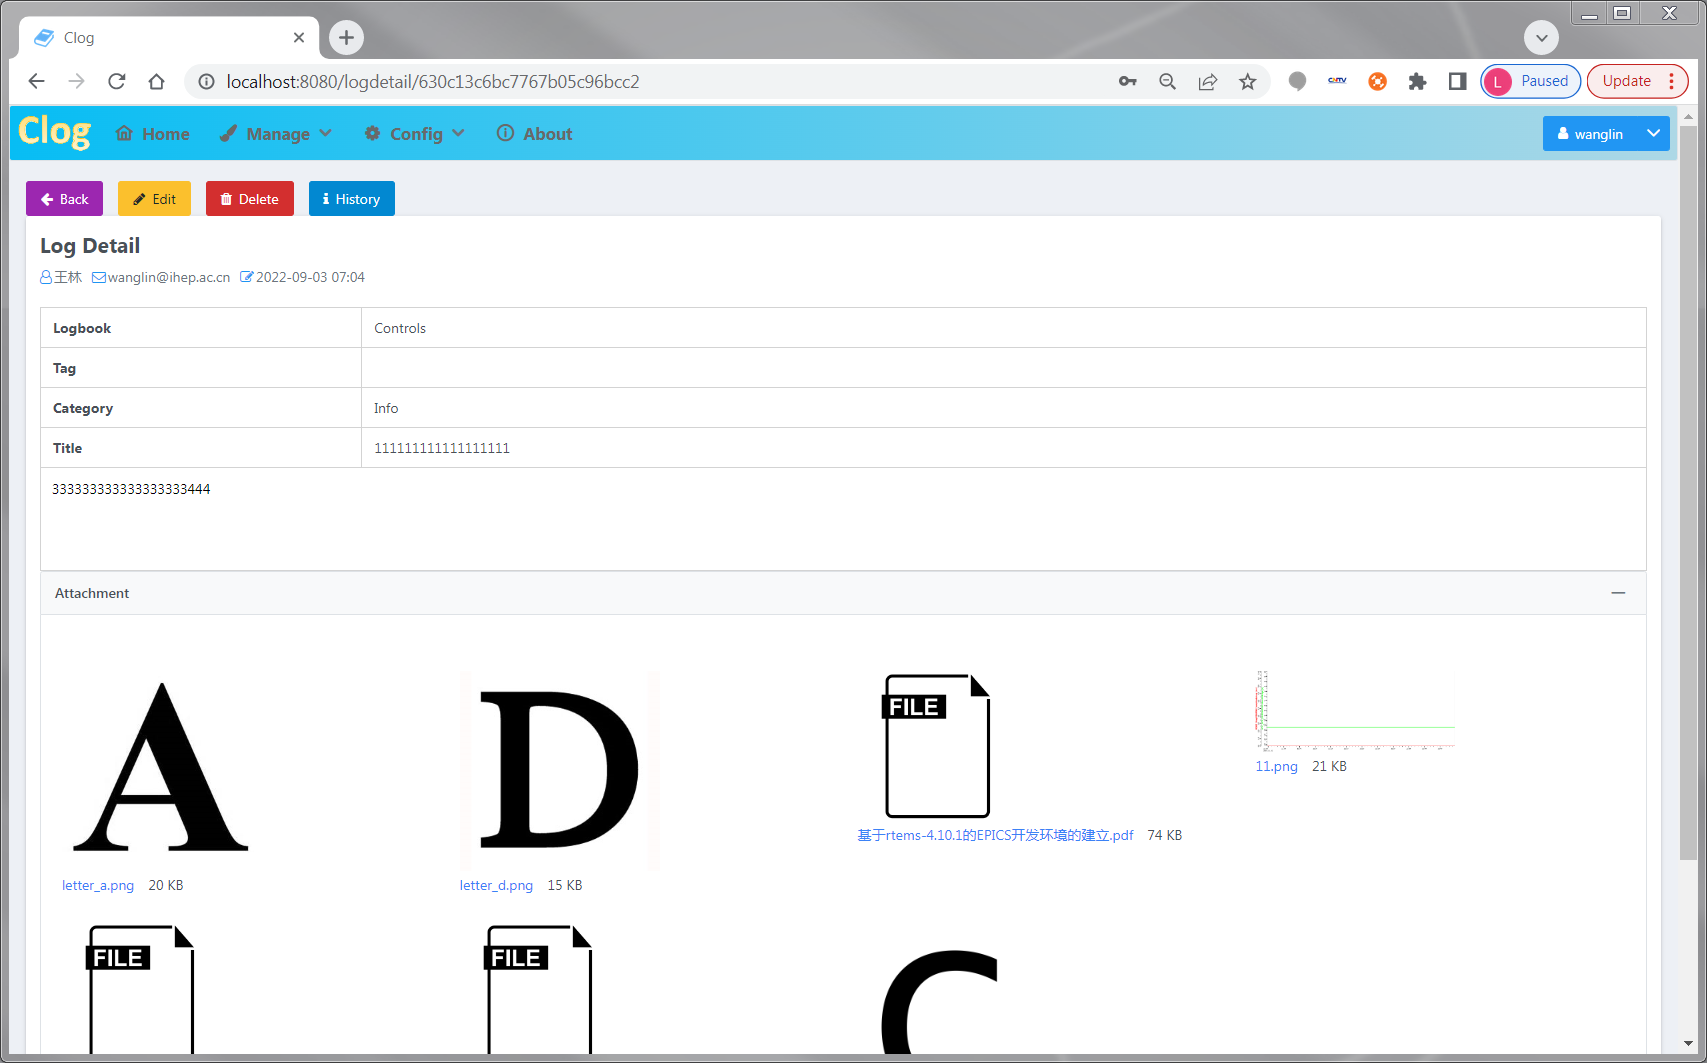 Clog
localhost:8080/logdetail/630c13c6bc7767b05c96bcc2
L Paused
Update
Clog Home Manage Config About
wanglin
Back Edit Delete History
Log Detail
王林 wanglin@ihep.ac.cn 2022-09-03 07:04
Logbook Controls
Tag
Category Info
Title 111111111111111111
333333333333333333444
Attachment
A D FILE
11.png 21 KB
基于rtems-4.10.1的EPICS开发环境的建立.pdf 74 KB
letter_a.png 20 KB letter_d.png 15 KB
FILE FILE C